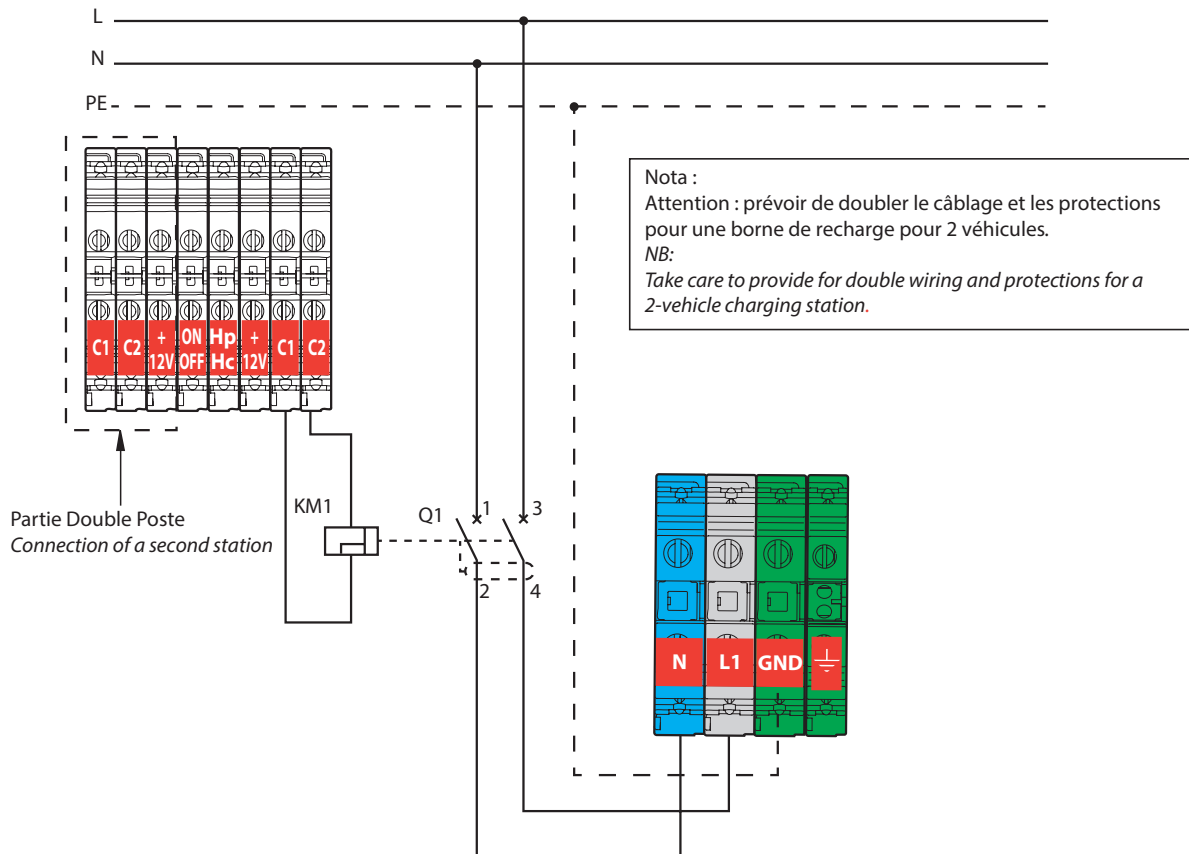 L
N
PE
Nota :
Attention : prévoir de doubler le câblage et les protections
pour une borne de recharge pour 2 véhicules.
NB:
Take care to provide for double wiring and protections for a
2-vehicle charging station.
C1 C2 + 12V ON OFF Hp Hc + 12V C1 C2
Partie Double Poste
Connection of a second station
KM1
Q1
1 3
2 4
N L1 GND